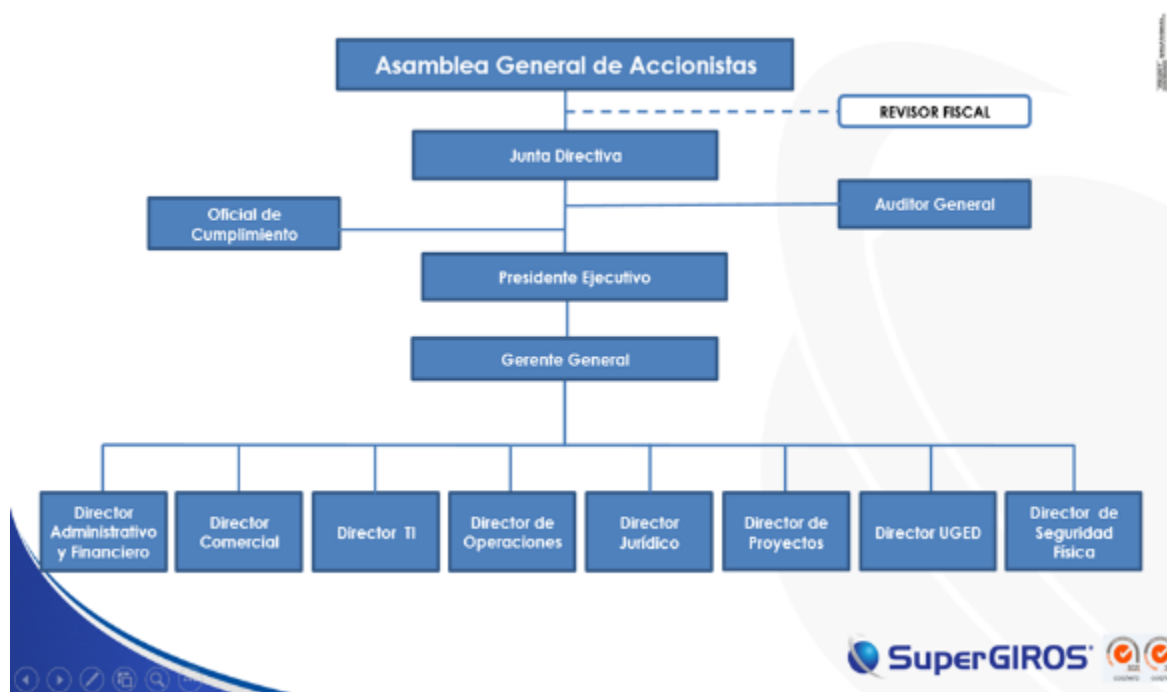 Asamblea General de Accionistas
REVISOR FISCAL
Junta Directiva
Auditor General
Oficial de
Cumplimiento
Presidente Ejecutivo
Gerente General
Director
Administrativo
y Financiero
Director
Comercial
Director TI
Director de
Operaciones
Director
Jurídico
Director de
Proyectos
Director UGED
Director de
Seguridad
Física
SuperGIROS